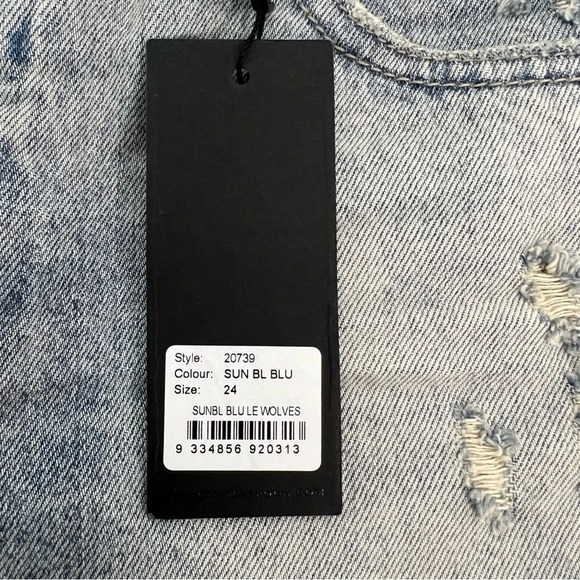 Style: 20739
Colour: SUN BL BLU
Size: 24
SUNBL BLU LE WOLVES
9 334856 920313